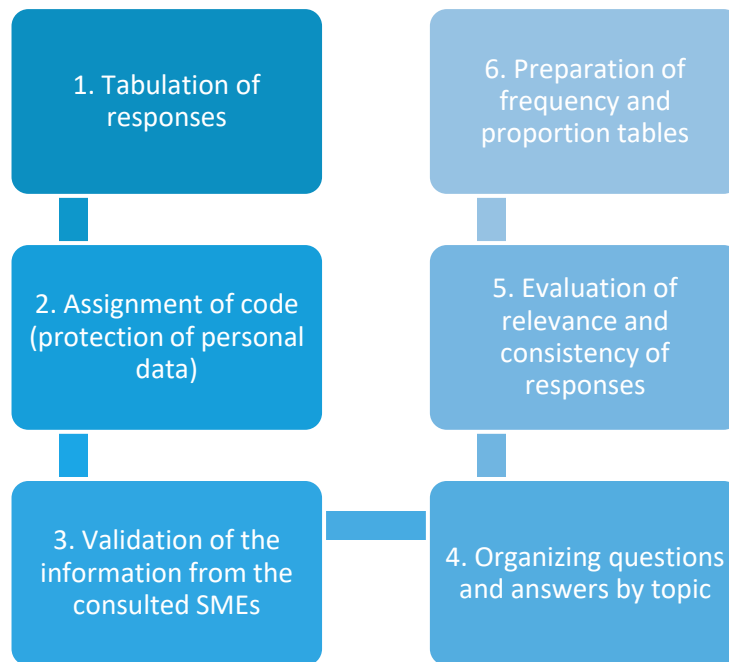 1. Tabulation of
responses
2. Assignment of code
(protection of personal
data)
3. Validation of the
information from the
consulted SMEs
4. Organizing questions
and answers by topic
5. Evaluation of
relevance and
consistency of
responses
6. Preparation of
frequency and
proportion tables